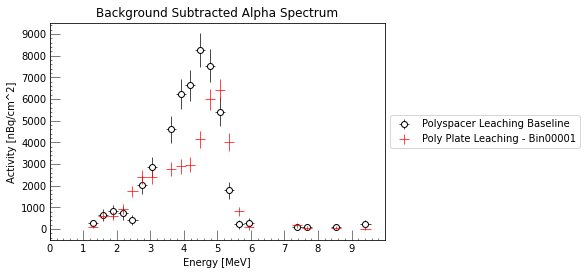 Background Subtracted Alpha Spectrum
9000
8000
7000
6000
5000
4000
3000
2000
1000
0
Activity [nBq/cm^2]
0 1 2 3 4 5 6 7 8 9
Energy [MeV]
Polyspacer Leaching Baseline
Poly Plate Leaching - Bin00001